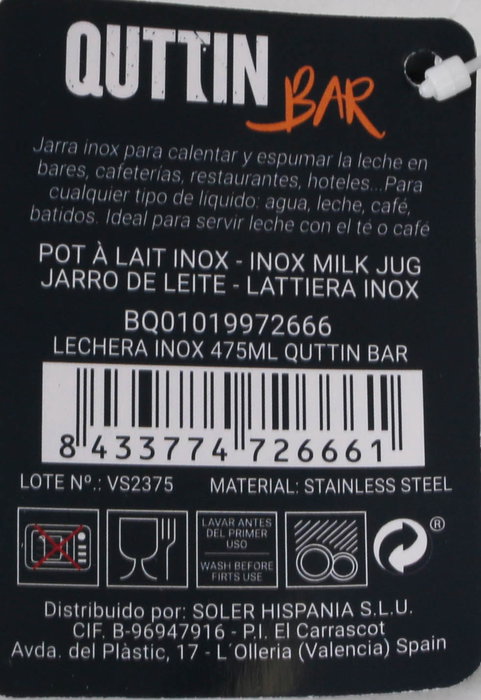 QUTTIN BAR
Jarra inox para calentar y espumar la leche en
bares, cafeterías, restaurantes, hoteles...Para
cualquier tipo de líquido: agua, leche, café,
batidos. Ideal para servir leche con el té o café
POT À LAIT INOX - INOX MILK JUG
JARRO DE LEITE - LATTIERA INOX
BQ01019972666
LECHERA INOX 475ML QUTTIN BAR
8 433774 726661
LOTE Nº.: VS2375 MATERIAL: STAINLESS STEEL
LAVAR ANTES
DEL PRIMER
USO
WASH BEFORE
FIRTS USE
®
Distribuido por: SOLER HISPANIA S.L.U.
CIF. B-96947916 - P.I. El Carrascot
Avda. del Plàstic, 17 - L´Olleria (Valencia) Spain